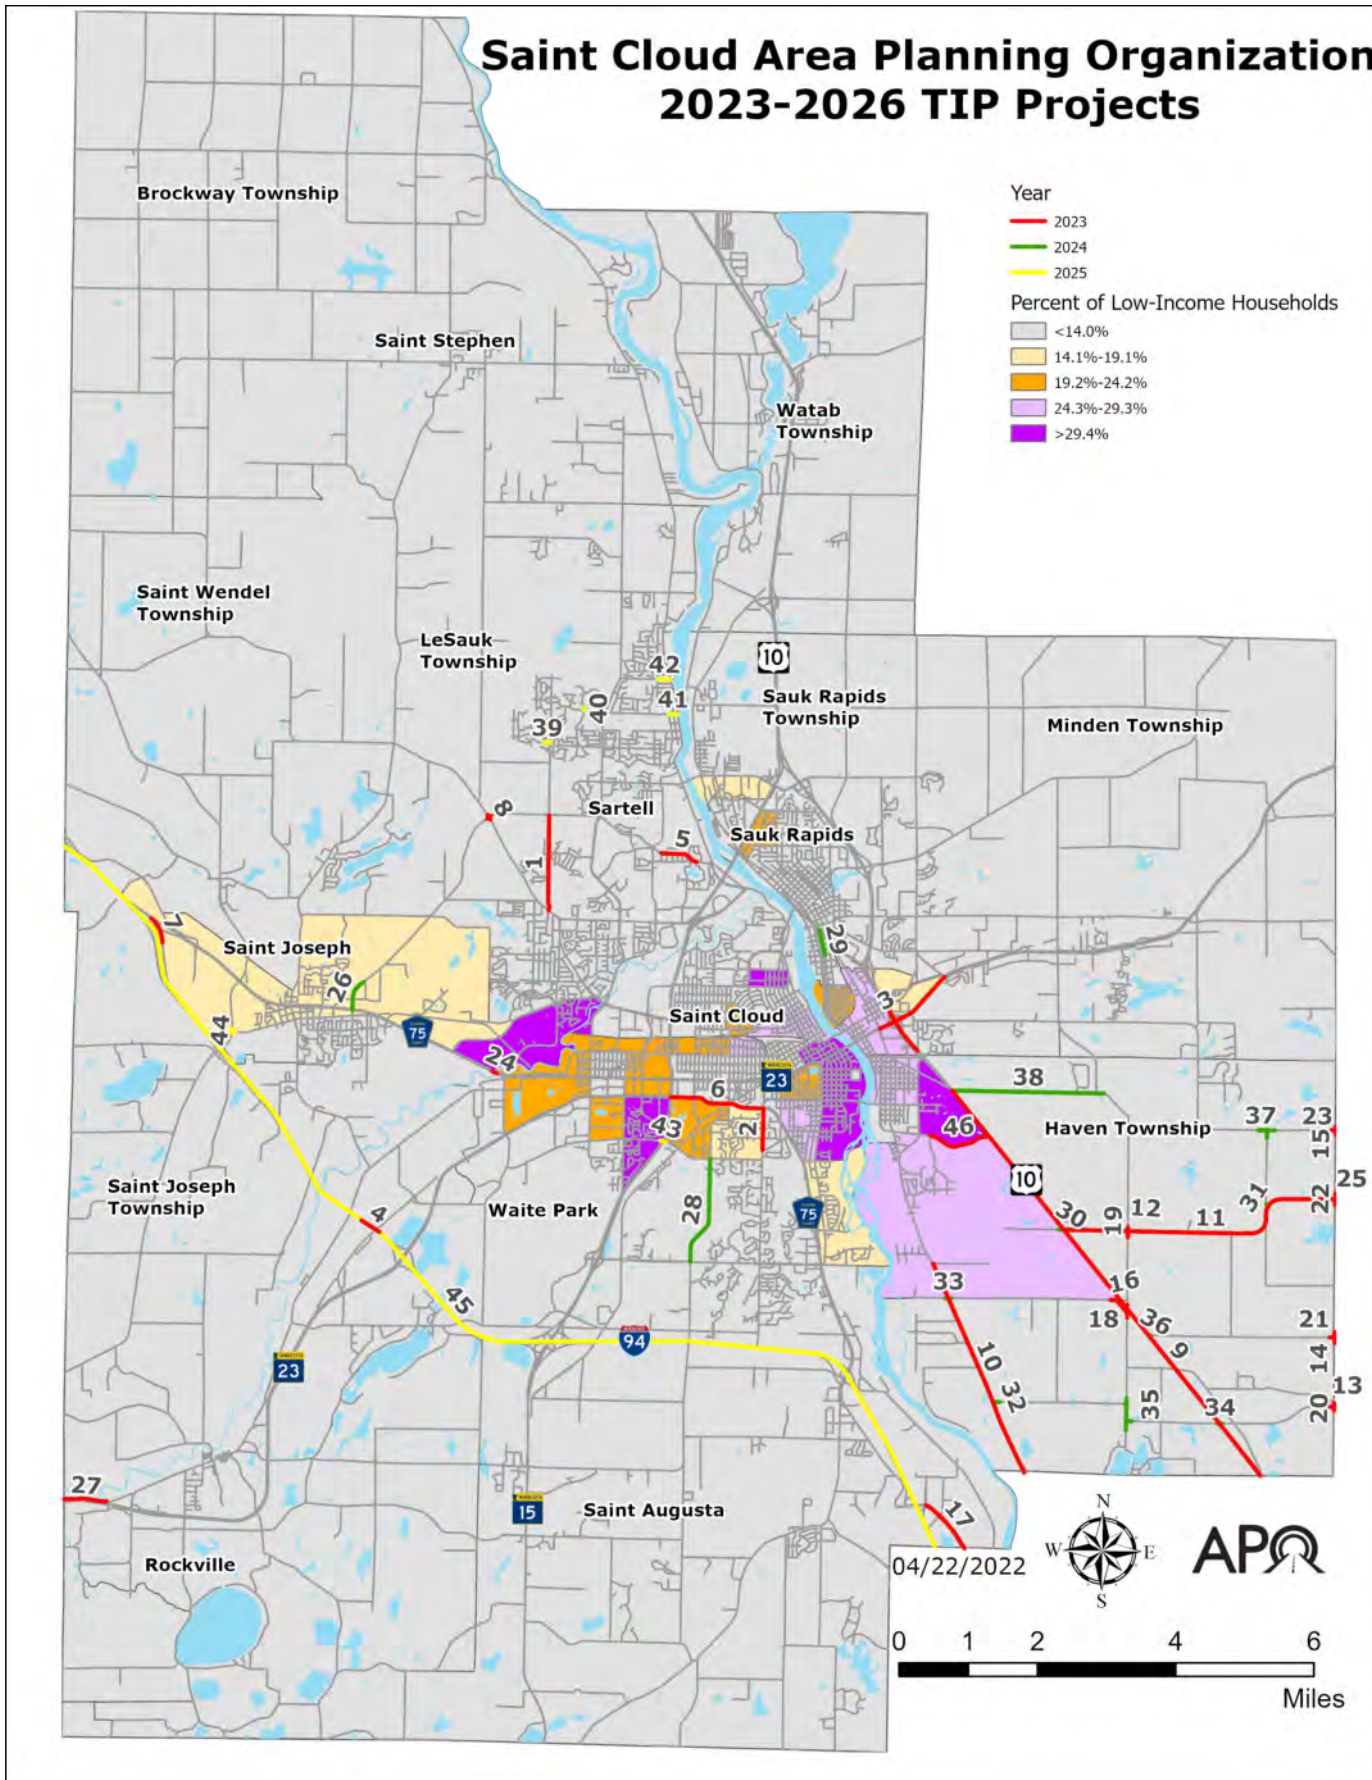 Saint Cloud Area Planning Organization
2023-2026 TIP Projects
Year
2023
2024
2025
Percent of Low-Income Households
<14.0%
14.1%-19.1%
19.2%-24.2%
24.3%-29.3%
>29.4%
Brockway Township
Saint Stephen
Watab
Township
Saint Wendel
Township
LeSauk
Township
42
10
41
40
39
Sauk Rapids
Township
Minden Township
8
Sartell
5
1
Sauk Rapids
7
Saint Joseph
29
26
3
Saint Cloud
44
75
24
23
6
38
43
2
46
37
23
Haven Township
15
10
25
Saint Joseph
Township
Waite Park
28
75
31
22
4
30
19
12
11
33
16
45
18
36
21
94
9
23
10
14
13
32
35
34
20
27
15
Saint Augusta
17
N
W
E
S
APO
Rockville
04/22/2022
0
1
2
4
6
Miles